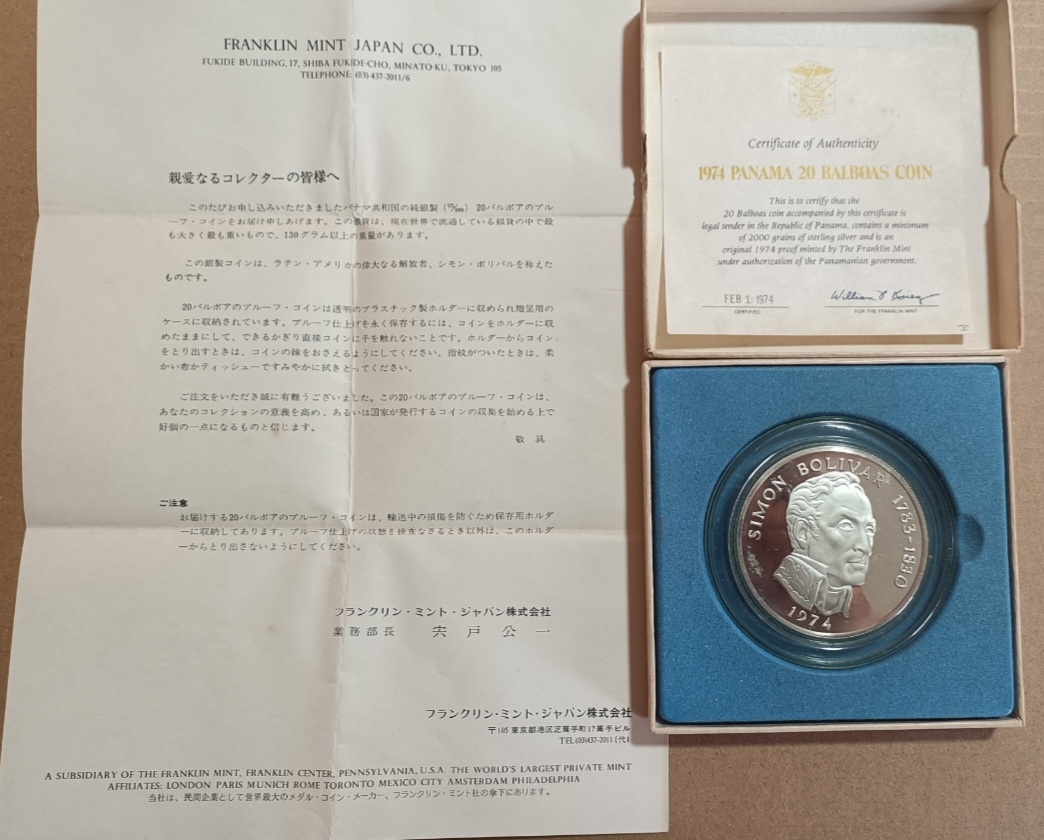 FRANKLIN MINT JAPAN CO., LTD.
FUKIDE BUILDING, 17, SHIBA FUKIDE-CHO, MINATO-KU, TOKYO 105
TELEPHONE: (03) 437-2011/6
親愛なるコレクターの皆様へ
このたびお申し込みいただきましたパナマ共和国の純銀製 20バルボアのプル
ーフ・コインをお届け申しあげます。この銀貨は、現在世界で流通している銀貨の中で最
も大きく最も重いもので、130グラム以上の重量があります。
この銀製コインは、ラテン・アメリカの偉大なる解放者、シモン・ボリバルを称えた
ものです。
20バルボアのプルーフ・コインは透明のプラスチック製ホルダーに収められ贈呈用の
ケースに収納されています。プルーフ仕上げを永く保存するには、コインをホルダーに収
めたままにして、できるかぎり直接コインに手を触れないことです。ホルダーからコイン
をとり出すときは、コインの縁をおさえるようにしてください。指紋がついたときは、柔
かい布かティッシューですみやかに拭きとってください。
ご注文をいただき誠に有難うございました。この20バルボアのプルーフ・コインは、
あなたのコレクションの意義を高め、あるいは国家が発行するコインの収集を始める上で
好個の一点になるものと信じます。
敬具
ご注意
お届けする20バルボアのプルーフ・コインは、輸送中の損傷を防ぐため保存用ホルダ
ーに収納してあります。プルーフ仕上げの状態を検査なさるとき以外は、このホルダ
ーからとり出さないようにしてください。
フランクリン・ミント・ジャパン株式会社
業務部長 宍戸公一
フランクリン・ミント・ジャパン株式会社
〒105 東京都港区芝葺手町17葺手ビル
TEL(03)437-2011(代)
A SUBSIDIARY OF THE FRANKLIN MINT, FRANKLIN CENTER, PENNSYLVANIA, U.S.A. THE WORLD'S LARGEST PRIVATE MINT
AFFILIATES: LONDON PARIS MUNICH ROME TORONTO MEXICO CITY AMSTERDAM PHILADELPHIA
当社は、民間企業として世界最大のメダル・コイン・メーカー、フランクリン・ミント社の傘下にあります。
Certificate of Authenticity
1974 PANAMA 20 BALBOAS COIN
This is to certify that the
20 Balboas coin accompanied by this certificate is
legal tender in the Republic of Panama, contains a minimum
of 2000 grains of sterling silver and is an
original 1974 proof minted by The Franklin Mint
under authorization of the Panamanian government.
FEB 1 1974
CERTIFIED
FOR THE FRANKLIN MINT
SIMON BOLIVAR 1783-1830
1974